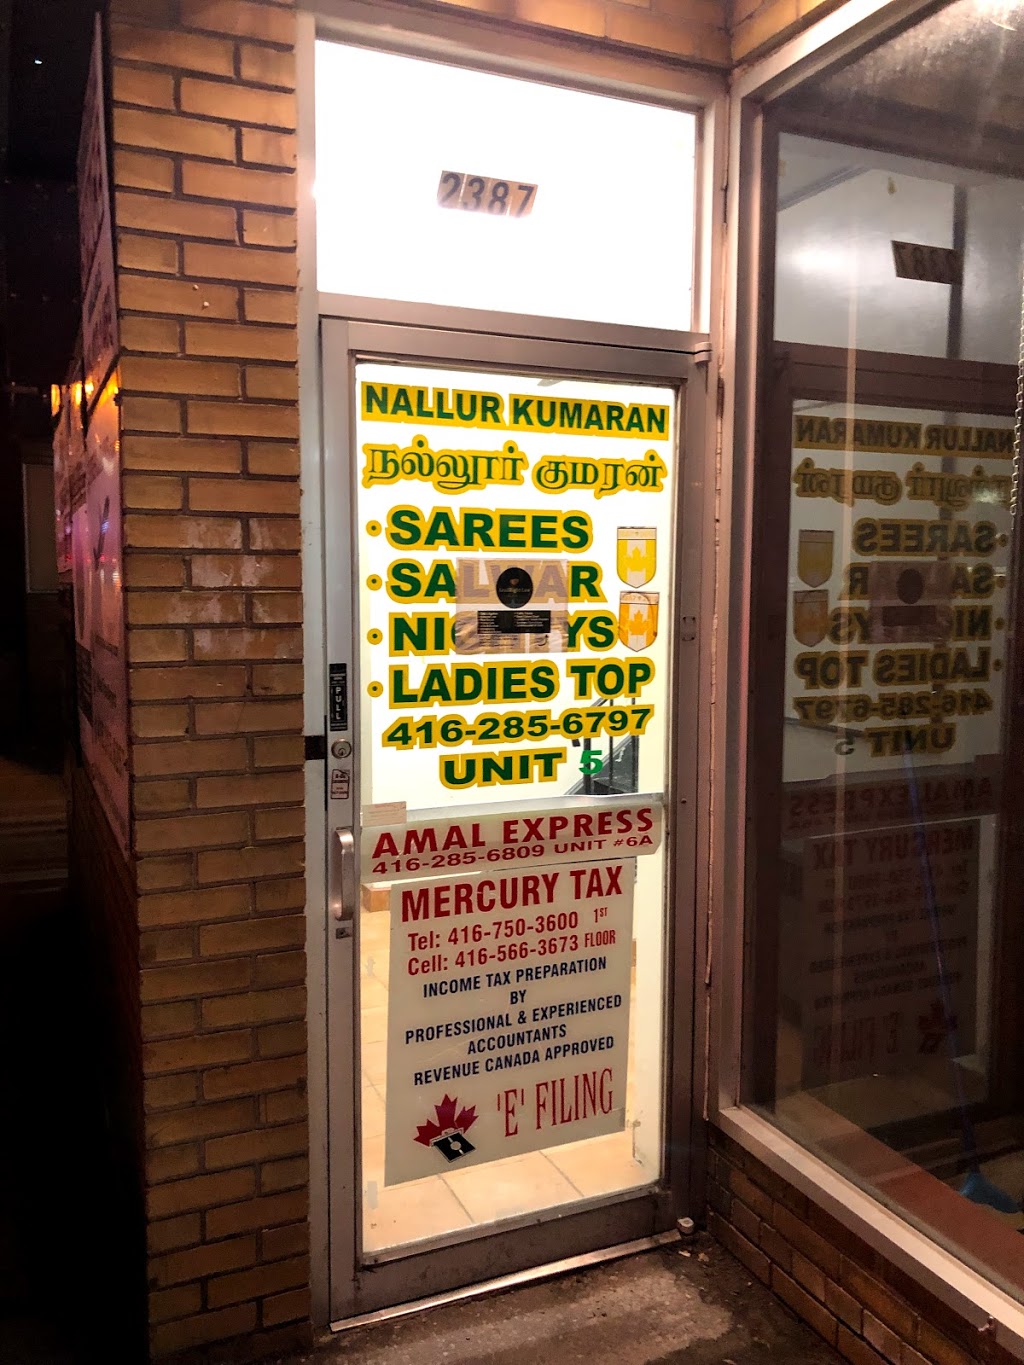 2387
NALLUR KUMARAN
நல்லூர் குமரன்
• SAREES
• SALWAR
• NIGHTYS
• LADIES TOP
416-285-6797
UNIT 5
PULL
AMAL EXPRESS
416-285-6809 UNIT #6A
MERCURY TAX
Tel: 416-750-3600 1ST
Cell: 416-566-3673 FLOOR
INCOME TAX PREPARATION
BY
PROFESSIONAL & EXPERIENCED
ACCOUNTANTS
REVENUE CANADA APPROVED
'E' FILING